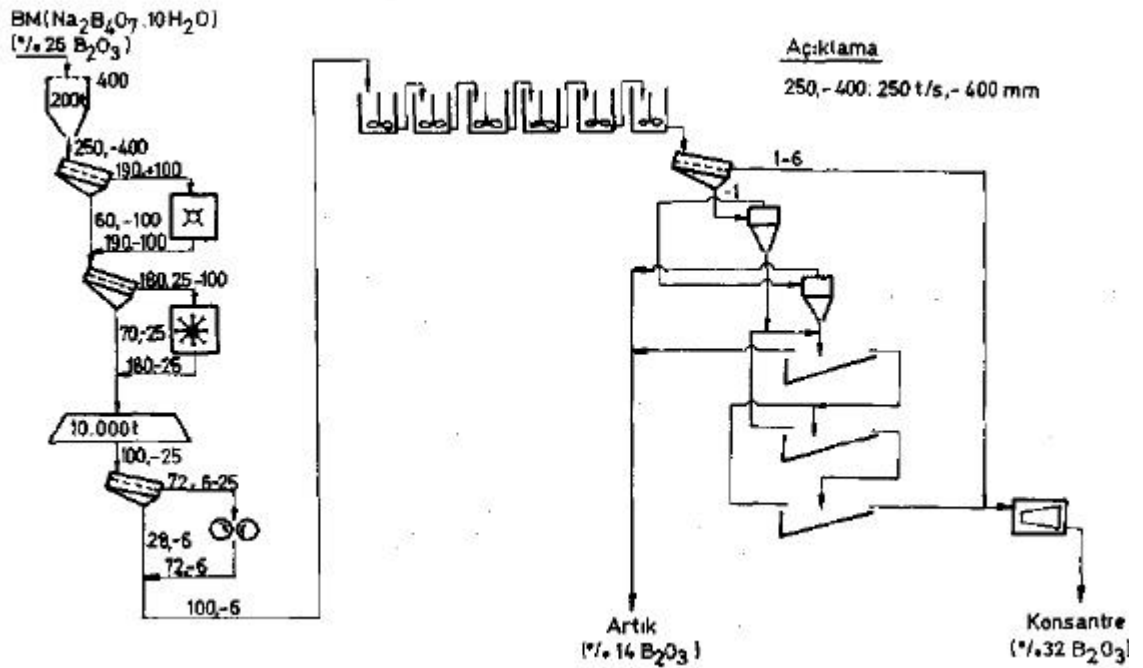 BM(Na₂B₄O₇.10H₂O)
(°/. 25 B₂O₃)
400
200t
250,-400
190,+100
60,-100
190,-100
180,25-100
70,-25
180-25
10.000t
100,-25
72,6-25
28,-6
72,-6
100,-6
Açıklama
250,-400: 250 t/s,- 400 mm
1-6
-1
Artık
(°/. 14 B₂O₃)
Konsantre
(°/. 32 B₂O₃)